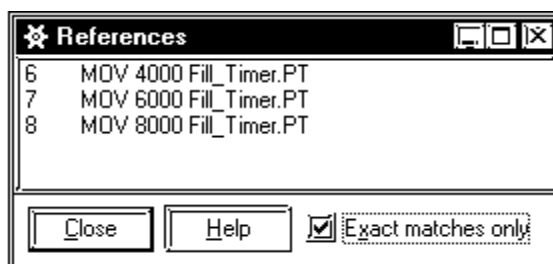 References
6 MOV 4000 Fill_Timer.PT
7 MOV 6000 Fill_Timer.PT
8 MOV 8000 Fill_Timer.PT
Close Help Exact matches only